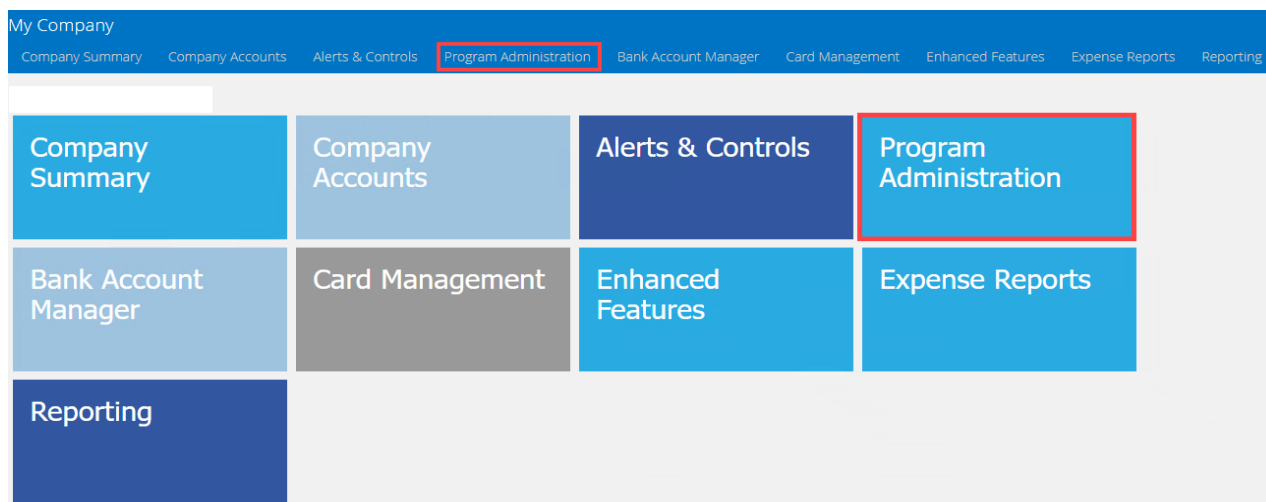 My Company
Company Summary Company Accounts Alerts & Controls Program Administration Bank Account Manager Card Management Enhanced Features Expense Reports Reporting
Company
Summary
Company
Accounts
Alerts & Controls
Program
Administration
Bank Account
Manager
Card Management
Enhanced
Features
Expense Reports
Reporting